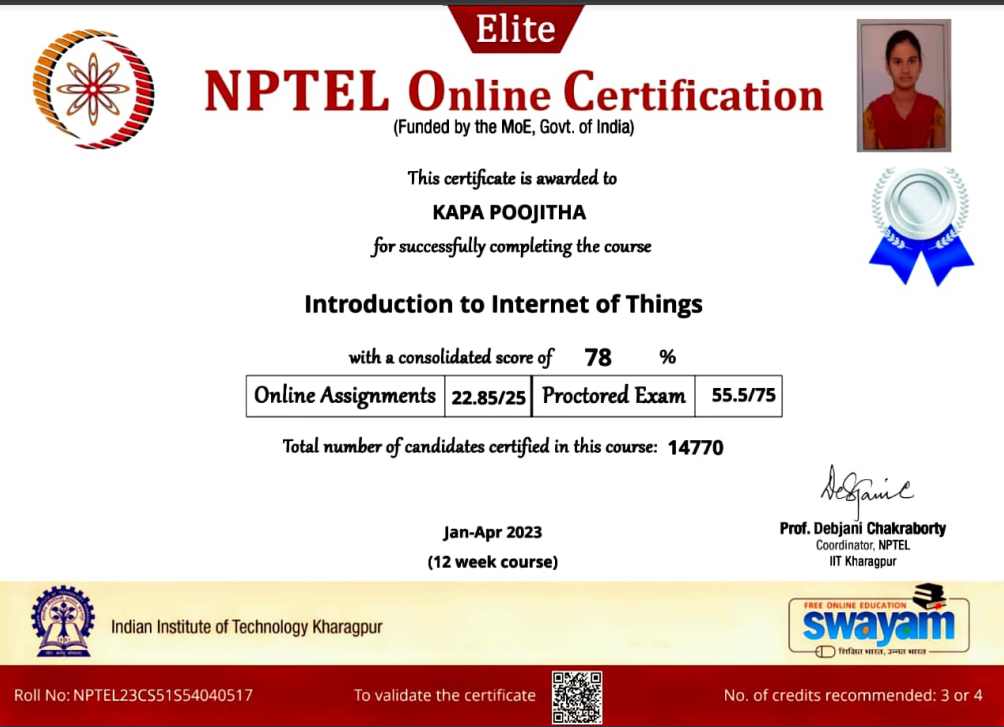 Elite
NPTEL Online Certification
(Funded by the MoE, Govt. of India)
This certificate is awarded to
KAPA POOJITHA
for successfully completing the course
Introduction to Internet of Things
with a consolidated score of 78 %
Online Assignments 22.85/25 Proctored Exam 55.5/75
Total number of candidates certified in this course: 14770
Prof. Debjani Chakraborty
Coordinator, NPTEL
IIT Kharagpur
Jan-Apr 2023
(12 week course)
Indian Institute of Technology Kharagpur
FREE ONLINE EDUCATION
swayam
शिक्षित भारत, उन्नत भारत
Roll No: NPTEL23CS51S54040517 To validate the certificate No. of credits recommended: 3 or 4